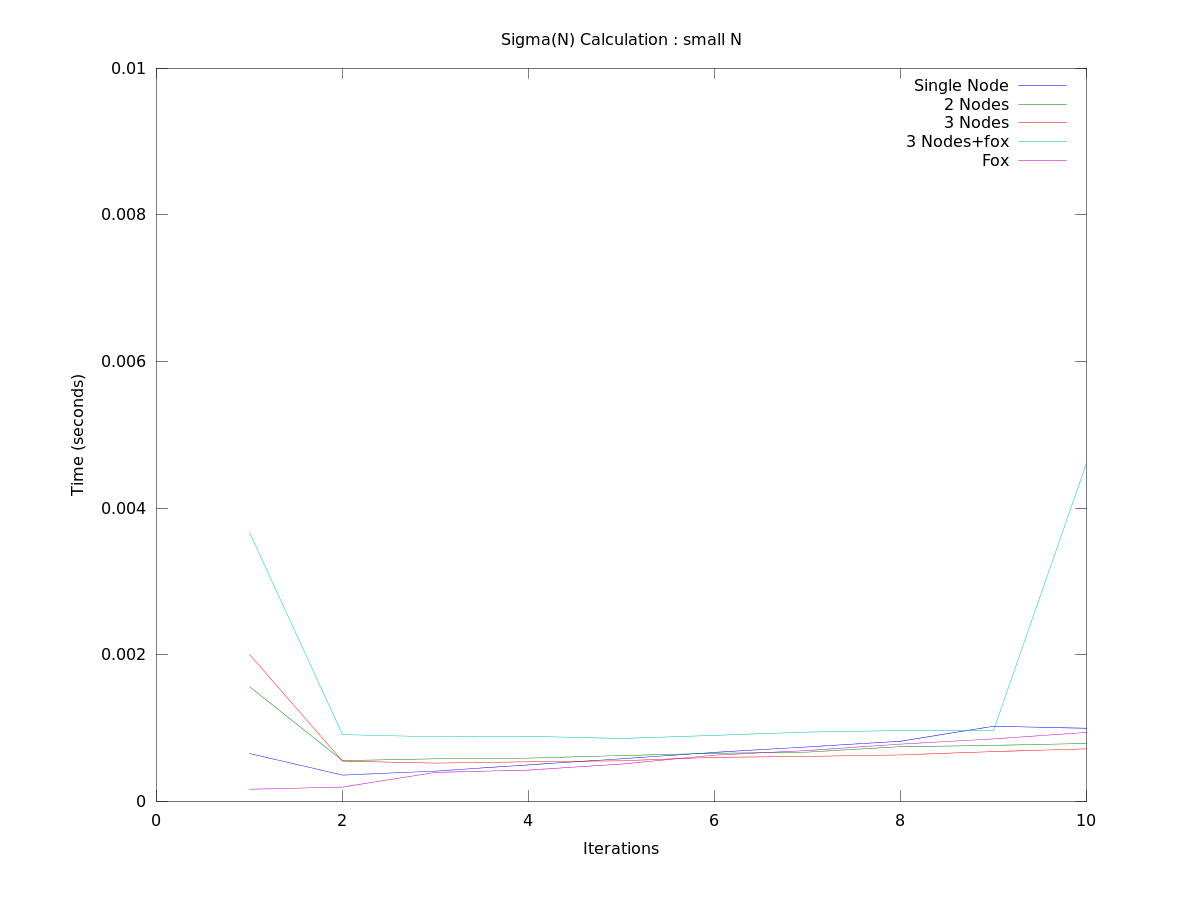 Sigma(N) Calculation : small N
0.01
0.008
0.006
0.004
0.002
0
Time (seconds)
Single Node
2 Nodes
3 Nodes
3 Nodes+fox
Fox
0 2 4 6 8 10
Iterations